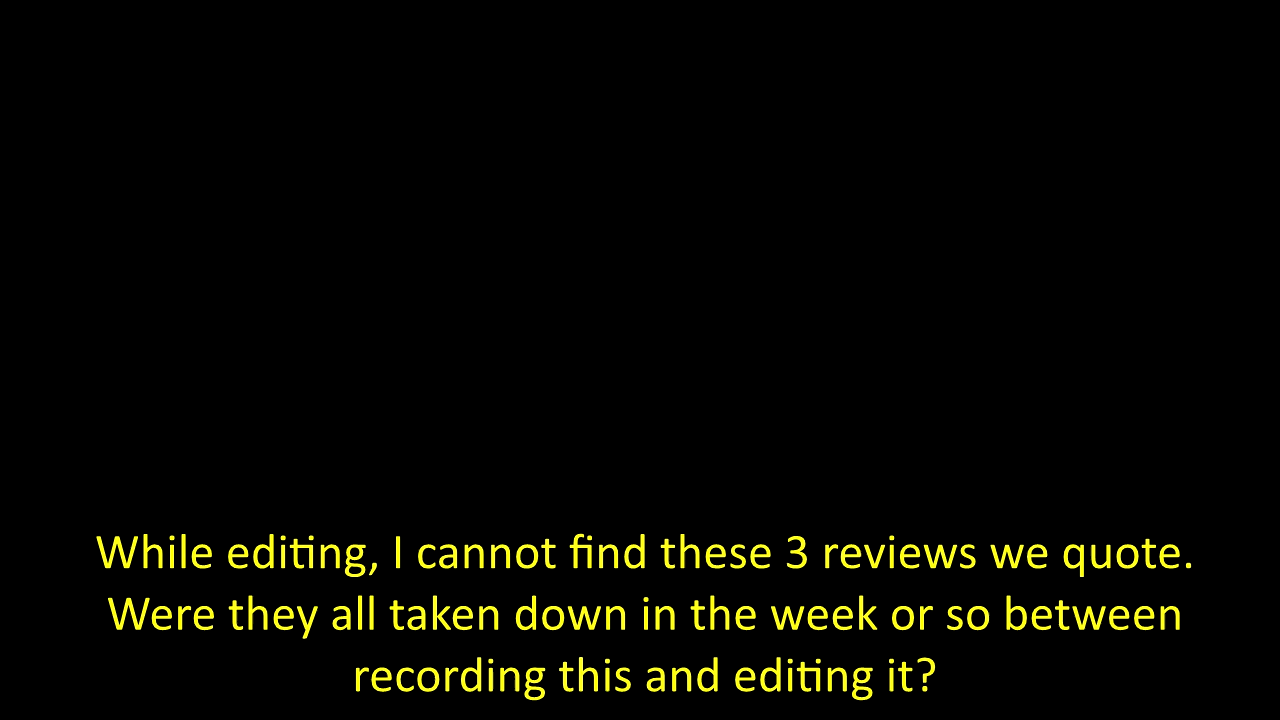 While editing, I cannot find these 3 reviews we quote.
Were they all taken down in the week or so between
recording this and editing it?